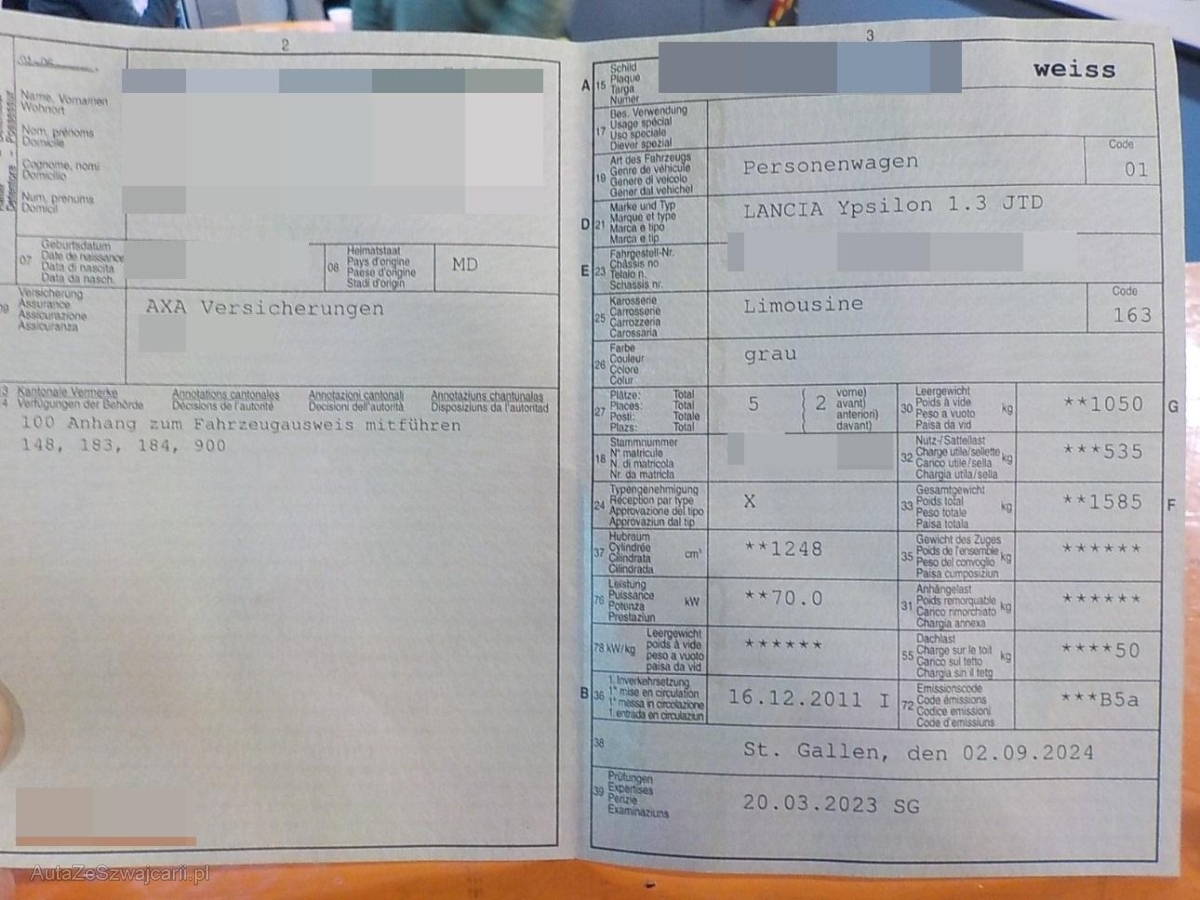 2
Name, Vornamen
Wohnort
Nom, prénoms
Domicile
Cognome, nomi
Domicilio
Num, prenums
Domicil
07 Geburtsdatum
Date de naissance
Data di nascita
Data da nasch.
08 Heimatstaat
Pays d'origine
Paese d'origine
Stadi d'origin
MD
09 Versicherung
Assurance
Assicurazione
Assicuranza
AXA Versicherungen
13 Kantonale Vermerke Annotations cantonales Annotazioni cantonali Annotaziuns chantunalas
14 Verfügungen der Behörde Décisions de l'autorité Decisioni dell'autorità Disposiziuns da l'autoritad
100 Anhang zum Fahrzeugausweis mitführen
148, 183, 184, 900
3
A 15 Schild
Plaque
Targa
Numer
weiss
17 Bes. Verwendung
Usage spécial
Uso speciale
Diever spezial
19 Art des Fahrzeugs
Genre de véhicule
Genere di veicolo
Gener dal vehichel
Personenwagen
Code
01
D 21 Marke und Typ
Marque et type
Marca e tipo
Marca e tip
LANCIA Ypsilon 1.3 JTD
E 23 Fahrgestell-Nr.
Châssis no
Telaio n.
Schassis nr.
25 Karosserie
Carrosserie
Carrozzeria
Carossaria
Limousine
Code
163
26 Farbe
Couleur
Colore
Colur
grau
27 Plätze: Total
Places: Total
Posti: Totale
Plazs: Total
5
2
vorne)
avant)
anteriori)
davant)
30 Leergewicht
Poids à vide
Peso a vuoto
Paisa da vid
kg
**1050
G
18 Stammnummer
N° matricule
N. di matricola
Nr. da matricla
32 Nutz-/Sattellast
Charge utile/sellette
Carico utile/sella
Chargia utila/sella
kg
***535
24 Typengenehmigung
Réception par type
Approvazione del tipo
Approvaziun dal tip
X
33 Gesamtgewicht
Poids total
Peso totale
Paisa totala
kg
**1585
F
37 Hubraum
Cylindrée
Cilindrata
Cilindrada
cm³
**1248
35 Gewicht des Zuges
Poids de l'ensemble
Peso del convoglio
Paisa cumposiziun
kg
******
76 Leistung
Puissance
Potenza
Prestaziun
kW
**70.0
31 Anhängelast
Poids remorquable
Carico rimorchiato
Chargia annexa
kg
******
78 kW/kg
Leergewicht
poids à vide
peso a vuoto
paisa da vid
******
55 Dachlast
Charge sur le toit
Carico sul tetto
Chargia sin il tetg
kg
****50
B 36 1. Inverkehrsetzung
1re mise en circulation
1a messa in circolazione
1. entrada en circulaziun
16.12.2011 I
72 Emissionscode
Code émissions
Codice emissioni
Code d'emissiuns
***B5a
38
St. Gallen, den 02.09.2024
39 Prüfungen
Expertises
Perizie
Examinaziuns
20.03.2023 SG
AutaZeSzwajcarii.pl